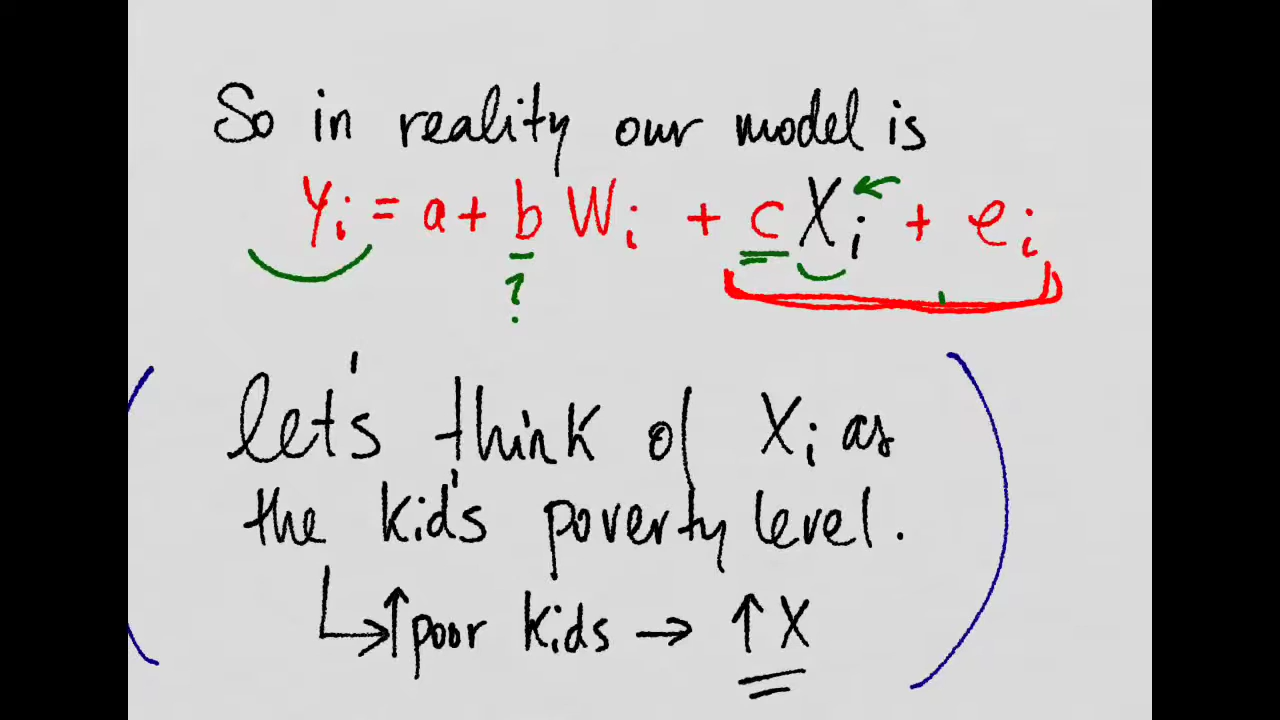 So in reality our model is
Yi = a + b Wi + c Xi + ei
?
let's think of Xi as
the kid's poverty level.
↳ ↑ poor kids → ↑ X